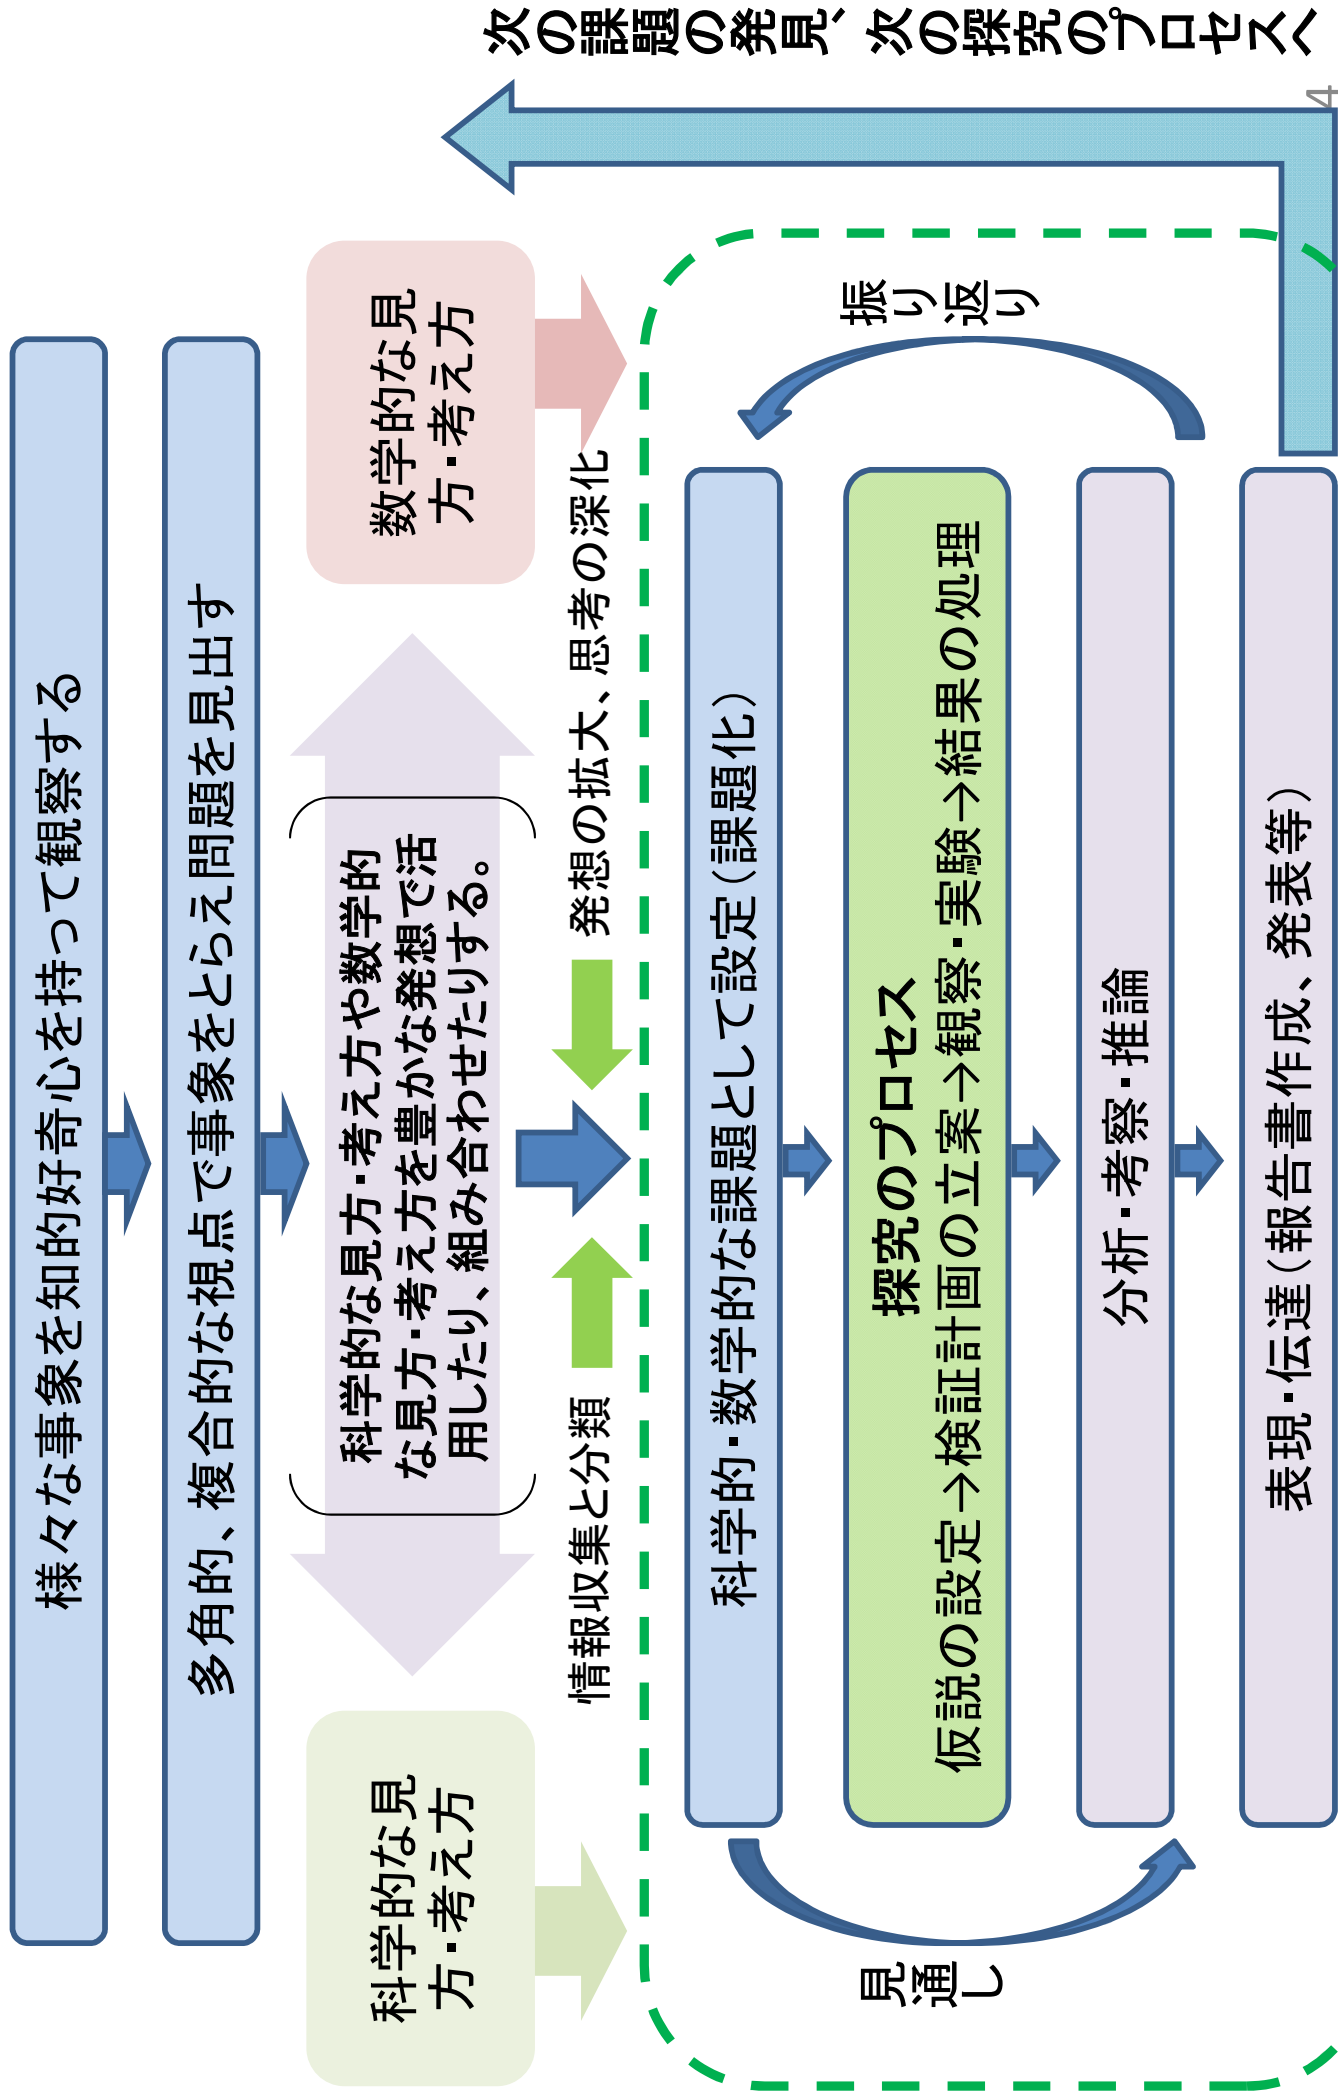 様々な事象を知的好奇心を持って観察する
多角的、複合的な視点で事象をとらえ問題を見出す
科学的な見
方・考え方
科学的な見方・考え方や数学的
な見方・考え方を豊かな発想で活
用したり、組み合わせたりする。
数学的な見
方・考え方
情報収集と分類
発想の拡大、思考の深化
科学的・数学的な課題として設定（課題化）
探究のプロセス
仮説の設定→検証計画の立案→観察・実験→結果の処理
分析・考察・推論
表現・伝達（報告書作成、発表等）
見通し
振り返り
次の課題の発見、次の探究のプロセスへ
4